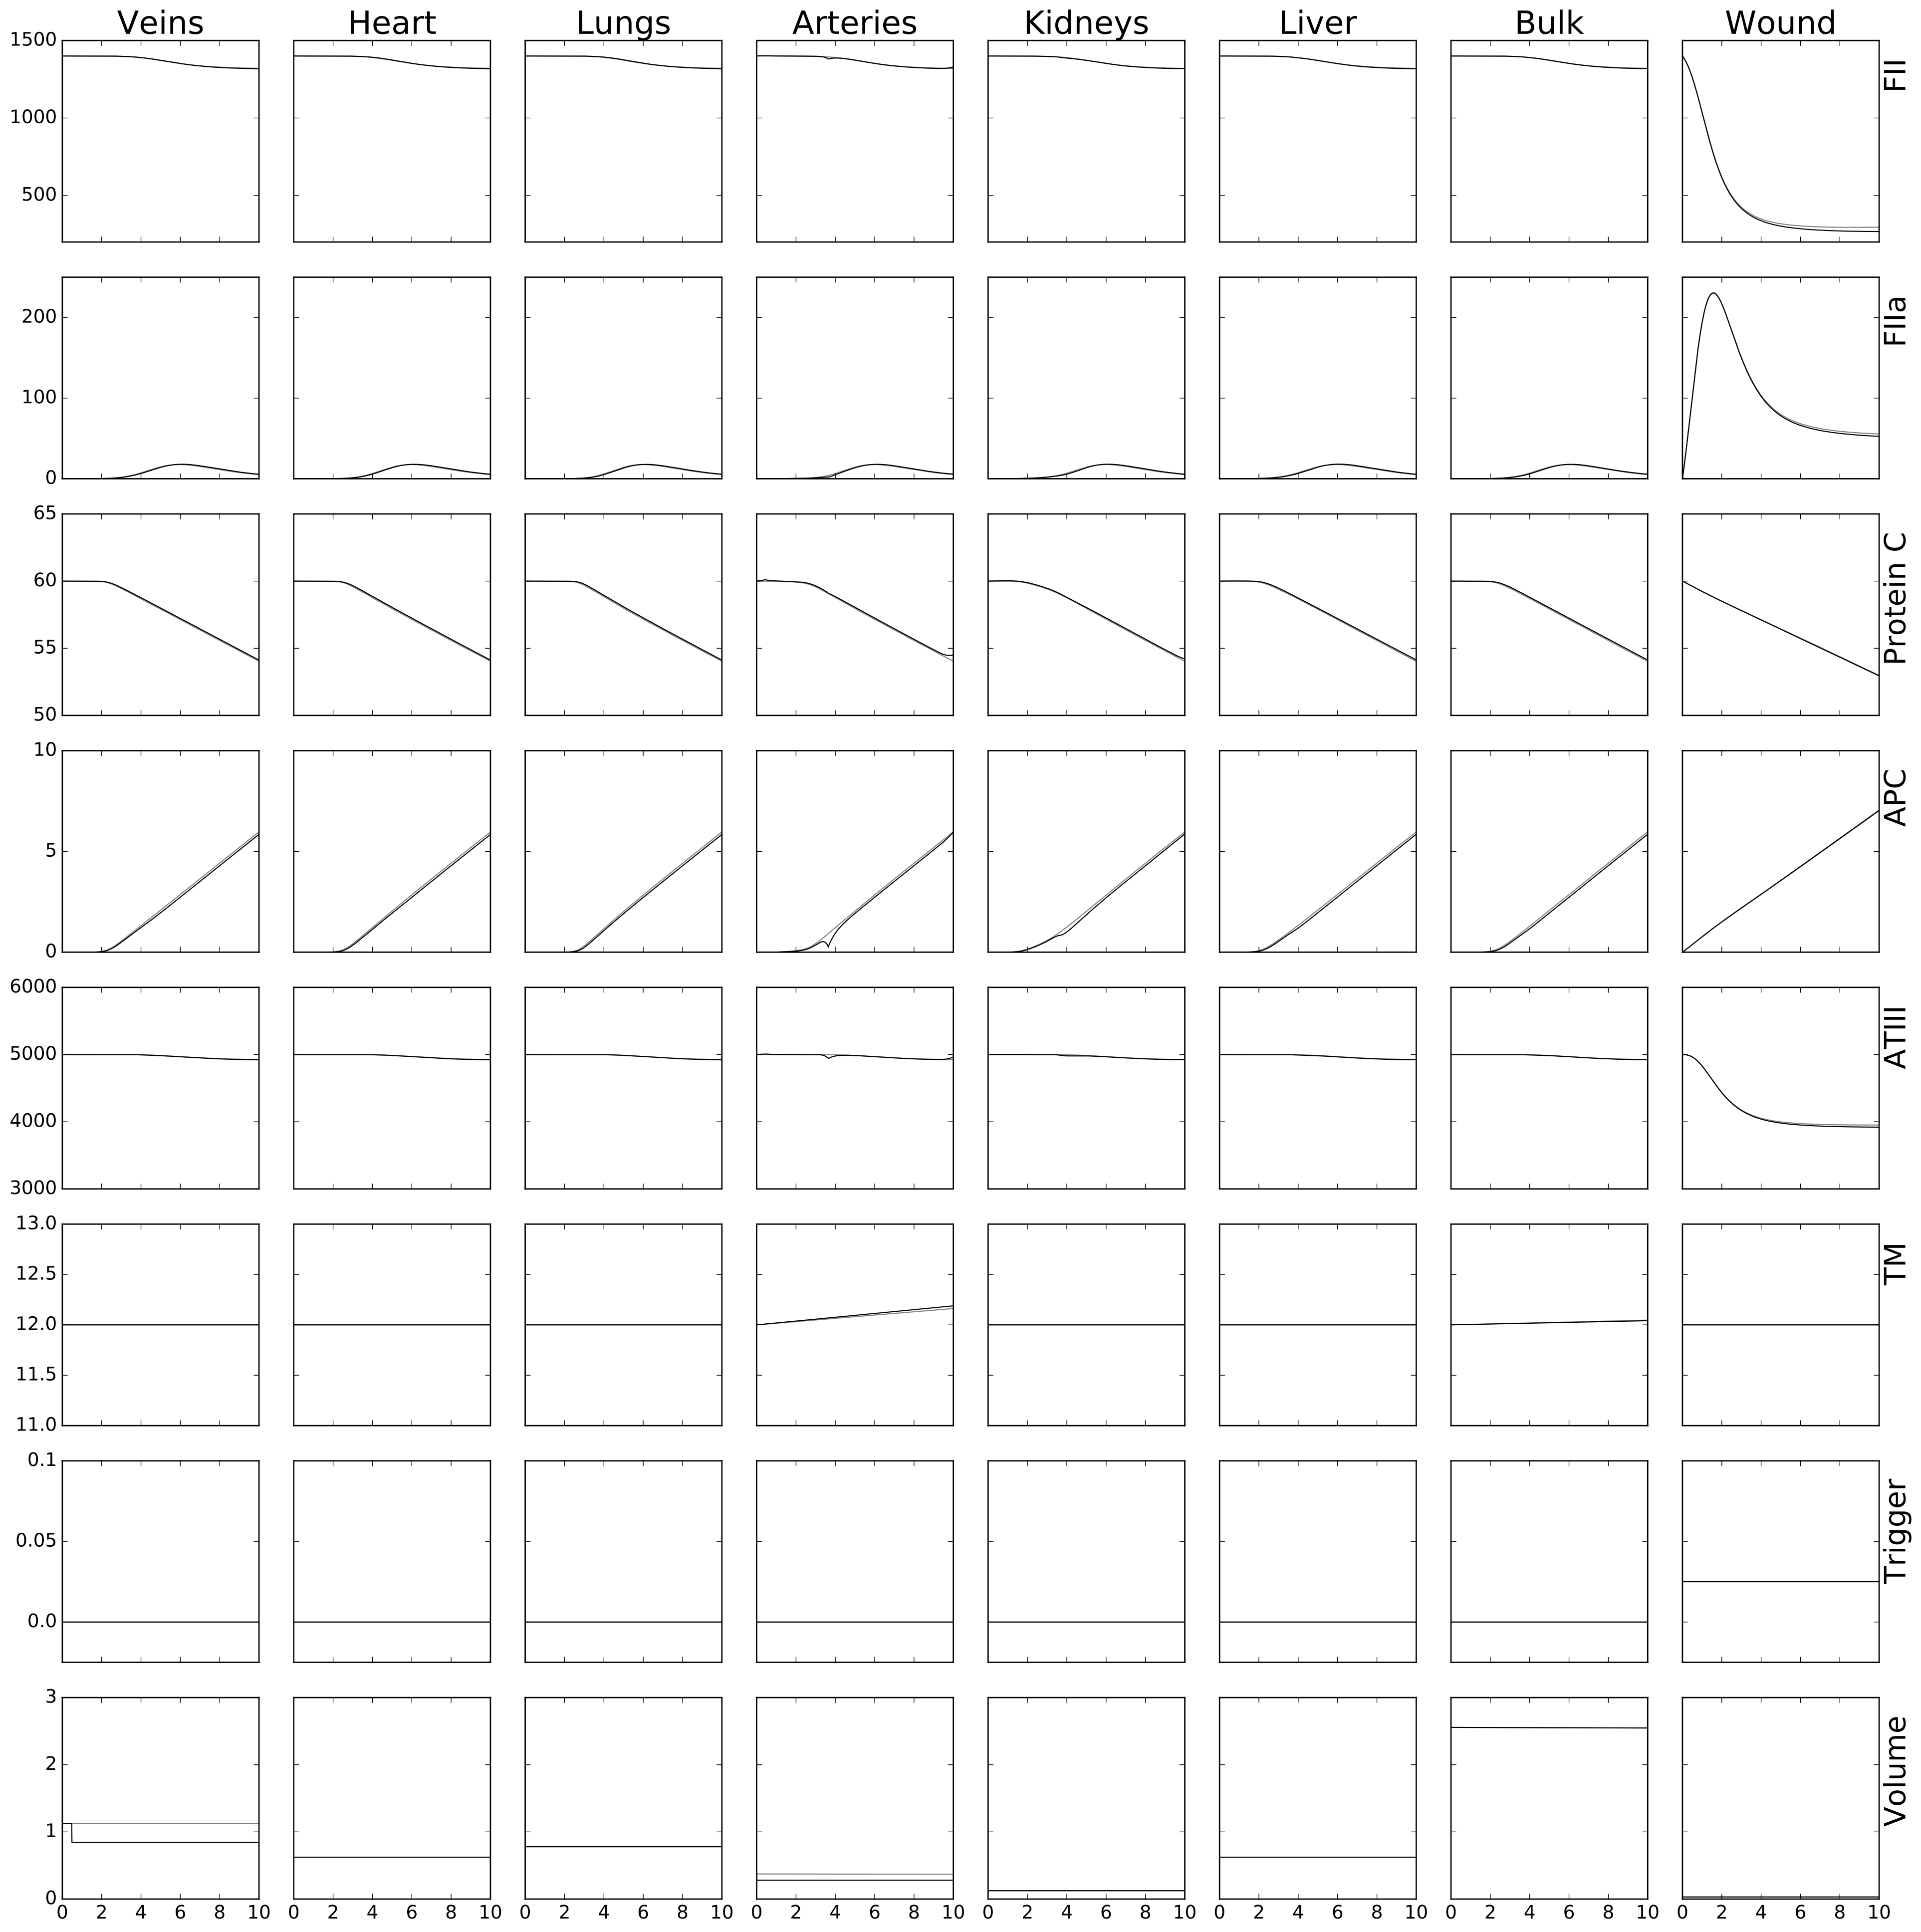 Veins Heart Lungs Arteries Kidneys Liver Bulk Wound
1500
1000
500
FII
200
100
0
FIIa
65
60
55
50
Protein C
10
5
0
APC
6000
5000
4000
3000
ATIII
13.0
12.5
12.0
11.5
11.0
TM
0.1
0.05
0.0
Trigger
3
2
1
0
Volume
0 2 4 6 8 10 0 2 4 6 8 10 0 2 4 6 8 10 0 2 4 6 8 10 0 2 4 6 8 10 0 2 4 6 8 10 0 2 4 6 8 10 0 2 4 6 8 10